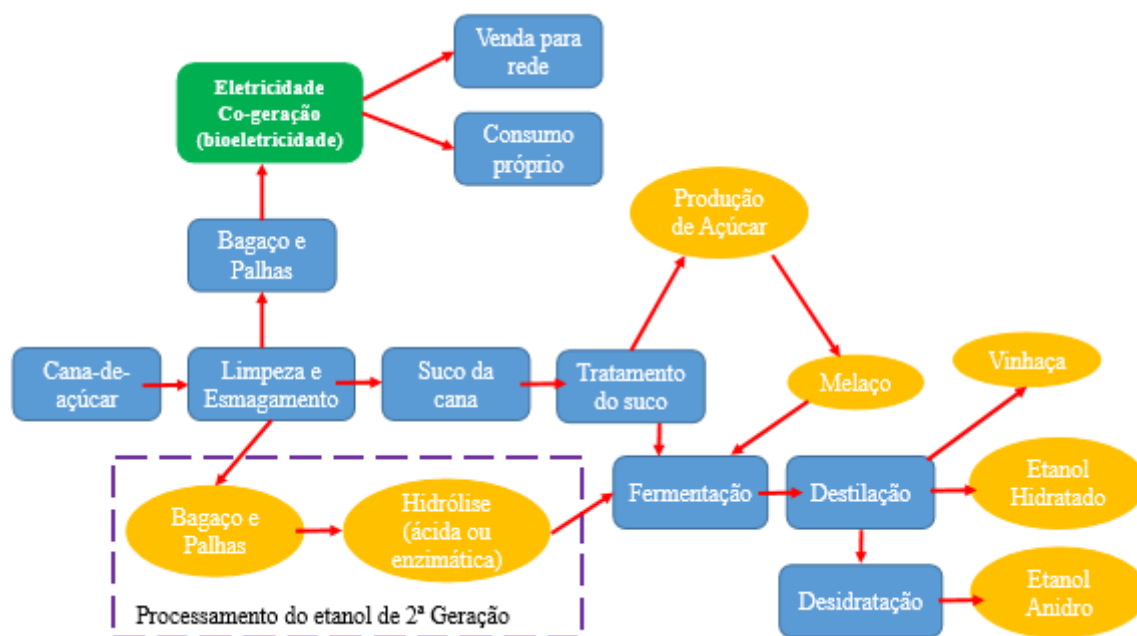 Venda para
rede
Eletricidade
Co-geração
(bioeletricidade)
Consumo
próprio
Produção
de Açúcar
Bagaço e
Palhas
Cana-de-
açúcar
Limpeza e
Esmagamento
Suco da
cana
Tratamento
do suco
Melaço
Vinhaça
Bagaço e
Palhas
Hidrólise
(ácida ou
enzimática)
Fermentação
Destilação
Etanol
Hidratado
Desidratação
Etanol
Anidro
Processamento do etanol de 2ª Geração